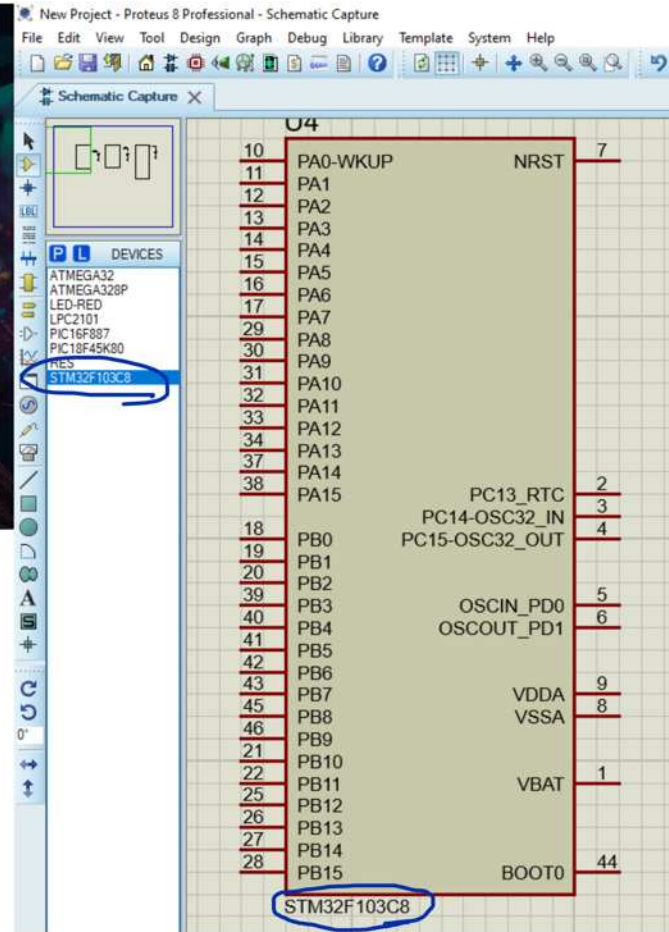 New Project - Proteus 8 Professional - Schematic Capture
File Edit View Tool Design Graph Debug Library Template System Help
Schematic Capture
U4
P L DEVICES
ATMEGA32
ATMEGA328P
LED-RED
LPC2101
PIC16F887
PIC18F45K80
RES
STM32F103C8
LBL
A
S
0°
10 PA0-WKUP NRST 7
11 PA1
12 PA2
13 PA3
14 PA4
15 PA5
16 PA6
17 PA7
29 PA8
30 PA9
31 PA10
32 PA11
33 PA12
34 PA13
37 PA14
38 PA15 PC13_RTC 2
PC14-OSC32_IN 3
18 PB0 PC15-OSC32_OUT 4
19 PB1
20 PB2
39 PB3 OSCIN_PD0 5
40 PB4 OSCOUT_PD1 6
41 PB5
42 PB6
43 PB7 VDDA 9
45 PB8 VSSA 8
46 PB9
21 PB10
22 PB11 VBAT 1
25 PB12
26 PB13
27 PB14
28 PB15 BOOT0 44
STM32F103C8